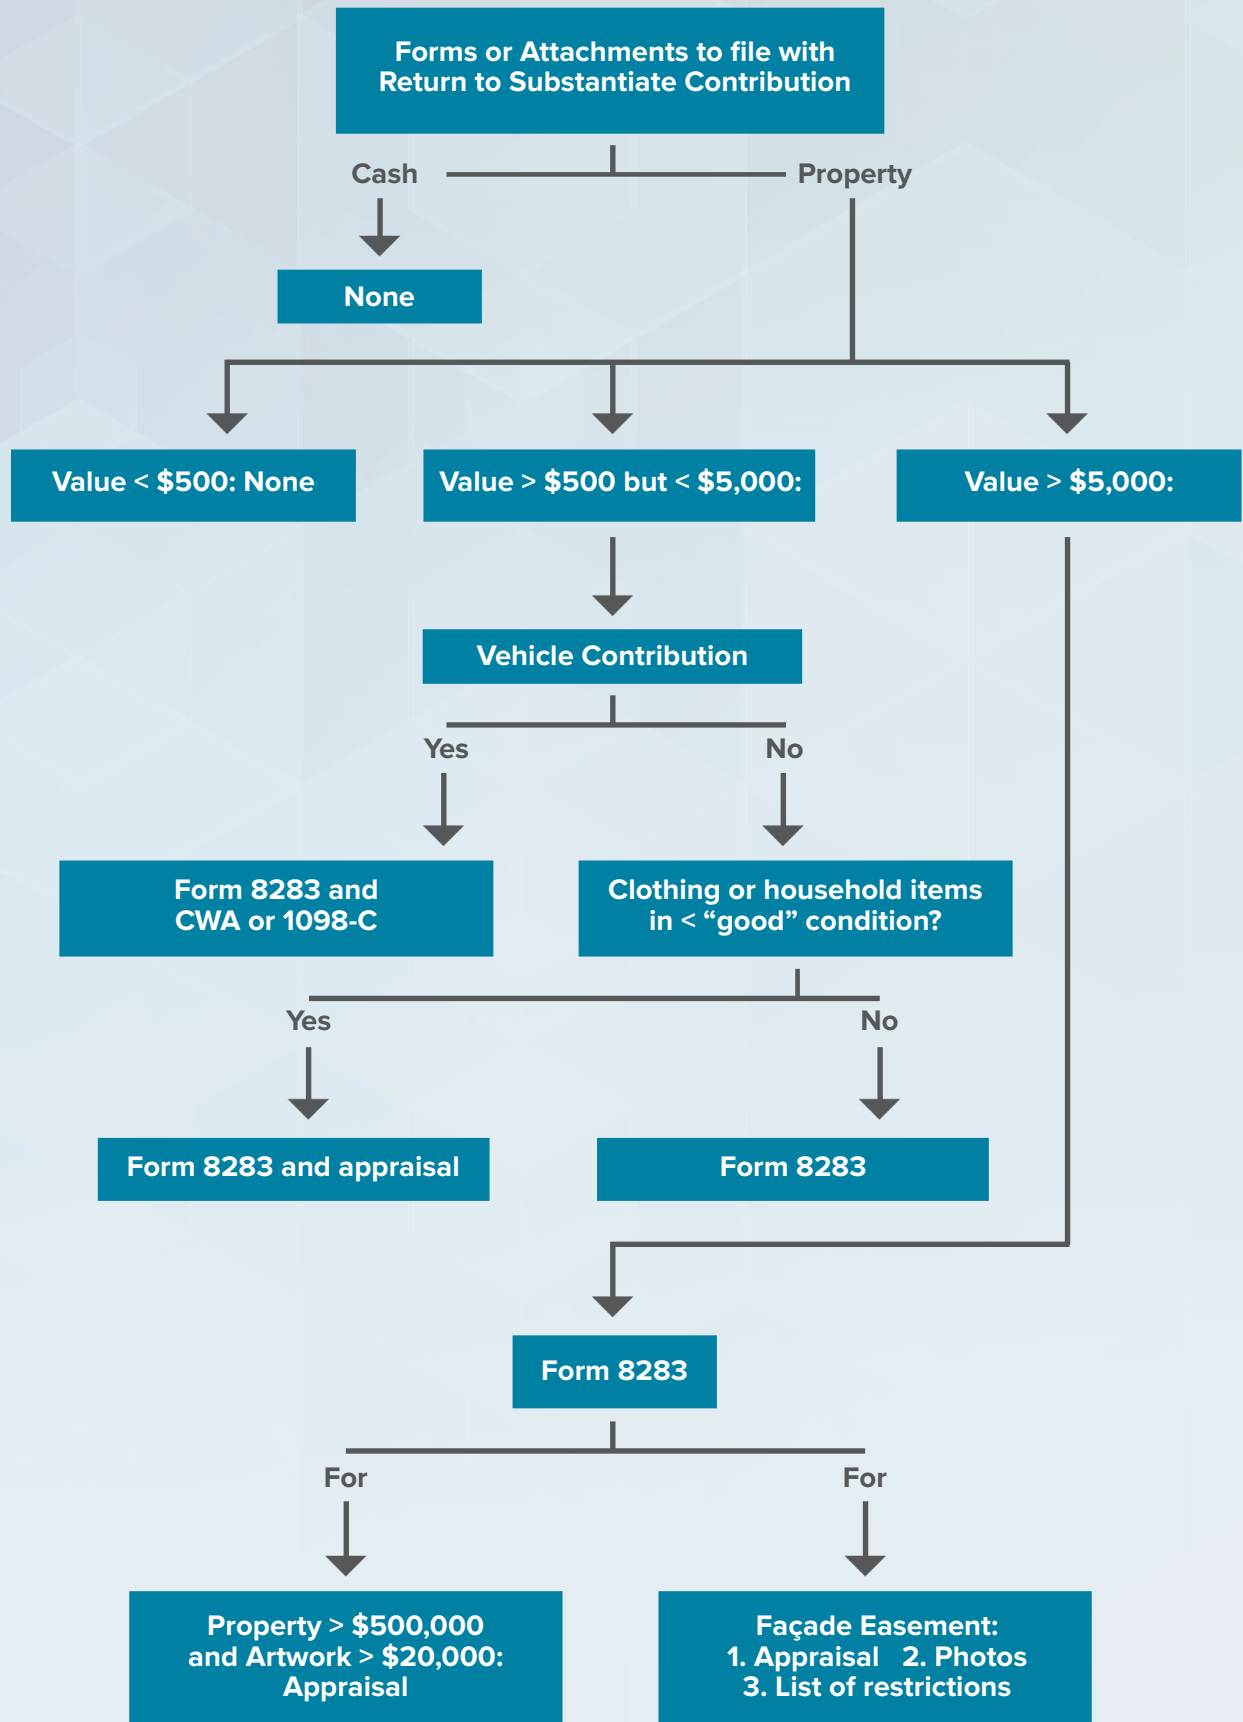 Forms or Attachments to file with
Return to Substantiate Contribution
Cash
Property
None
Value < $500: None
Value > $500 but < $5,000:
Value > $5,000:
Vehicle Contribution
Yes
No
Form 8283 and
CWA or 1098-C
Clothing or household items
in < “good” condition?
Yes
No
Form 8283 and appraisal
Form 8283
Form 8283
For
For
Property > $500,000
and Artwork > $20,000:
Appraisal
Façade Easement:
1. Appraisal 2. Photos
3. List of restrictions